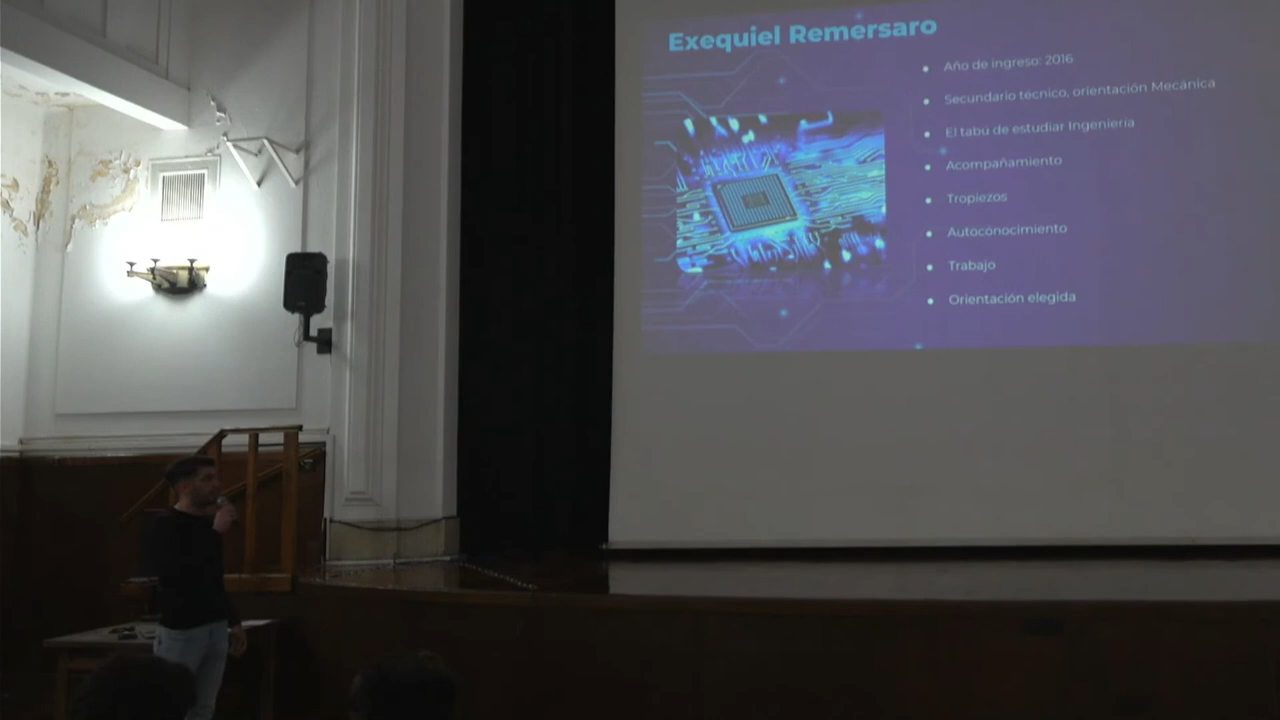 Exequiel Remersaro
• Año de ingreso: 2016
• Secundario técnico, orientación Mecánica
• El tabú de estudiar Ingeniería
• Acompañamiento
• Tropiezos
• Autoconocimiento
• Trabajo
• Orientación elegida